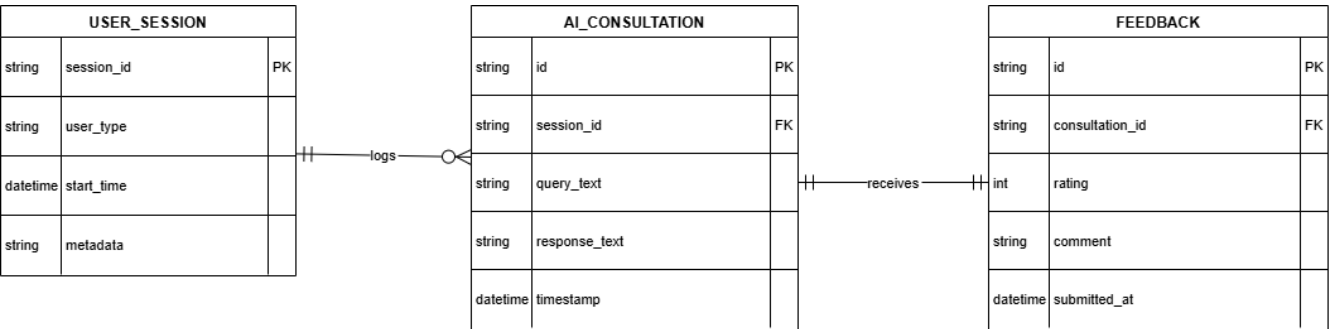 USER_SESSION
string session_id PK
string user_type
datetime start_time
string metadata
logs
AI_CONSULTATION
string id PK
string session_id FK
string query_text
string response_text
datetime timestamp
receives
FEEDBACK
string id PK
string consultation_id FK
int rating
string comment
datetime submitted_at